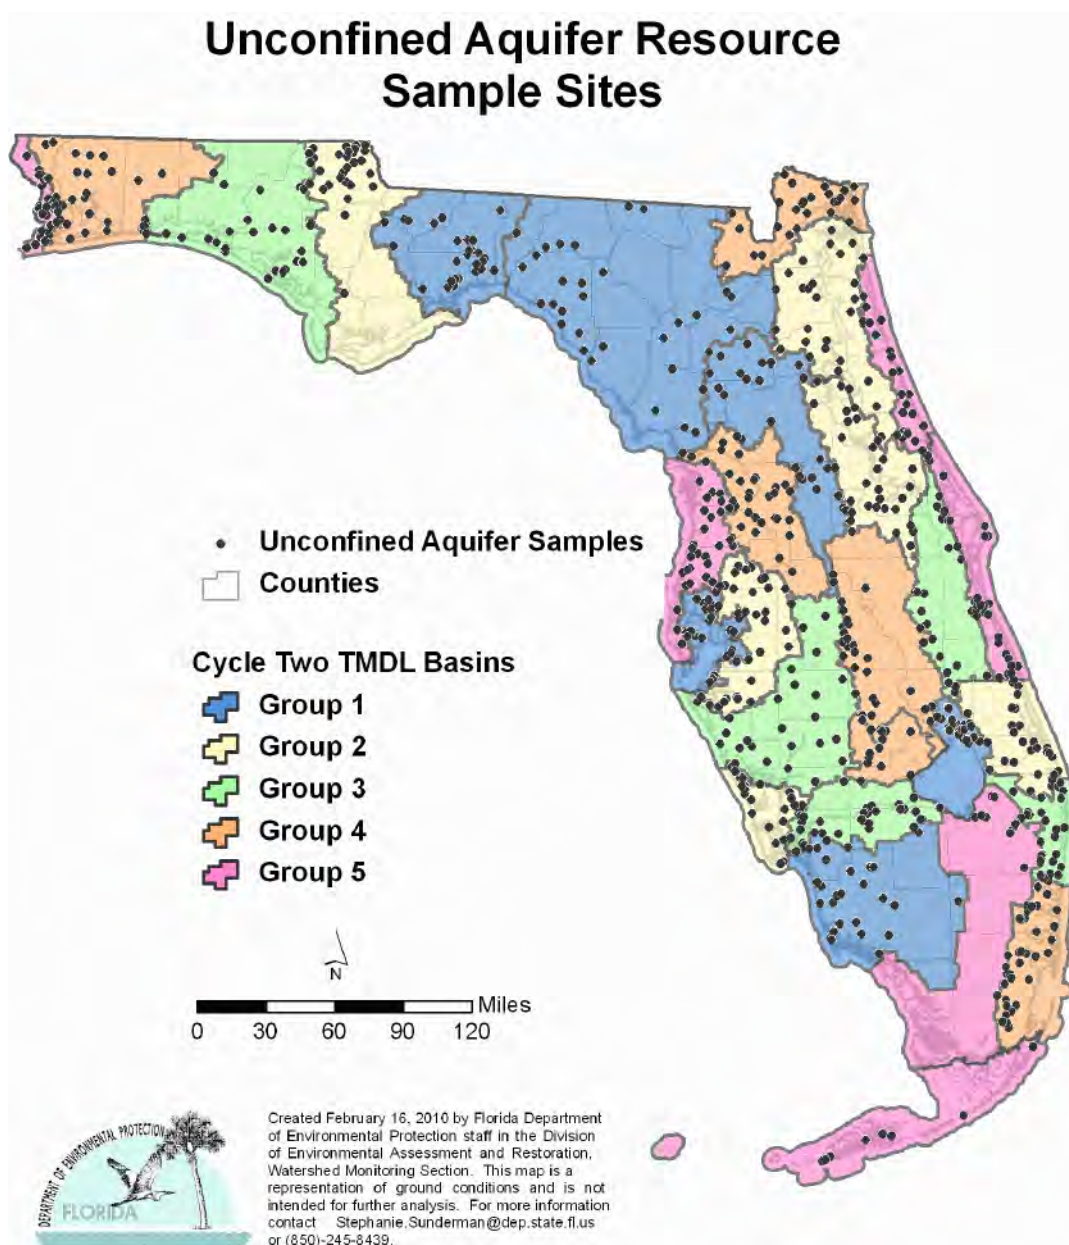 Unconfined Aquifer Resource
Sample Sites
Unconfined Aquifer Samples
Counties
Cycle Two TMDL Basins
Group 1
Group 2
Group 3
Group 4
Group 5
N
Miles
0 30 60 90 120
DEPARTMENT OF ENVIRONMENTAL PROTECTION
FLORIDA
Created February 16, 2010 by Florida Department
of Environmental Protection staff in the Division
of Environmental Assessment and Restoration,
Watershed Monitoring Section. This map is a
representation of ground conditions and is not
intended for further analysis. For more information
contact Stephanie.Sunderman@dep.state.fl.us
or (850)-245-8439.